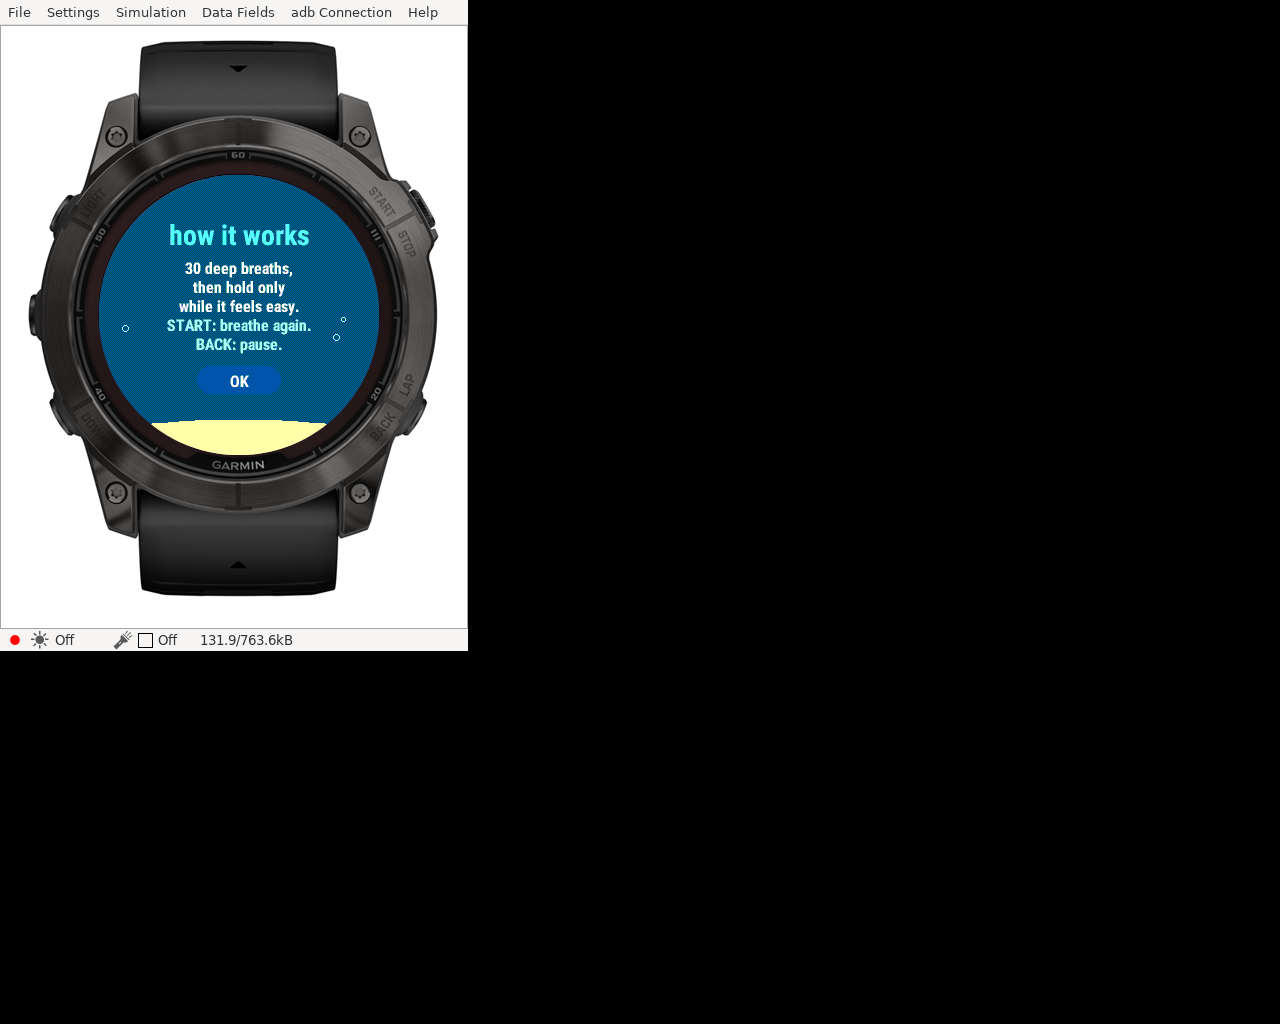 File Settings Simulation Data Fields adb Connection Help
60
LIGHT
START
STOP
50
how it works
30 deep breaths,
then hold only
while it feels easy.
START: breathe again.
BACK: pause.
OK
40
20
LAP
DOWN
BACK
GARMIN
Off Off 131.9/763.6kB